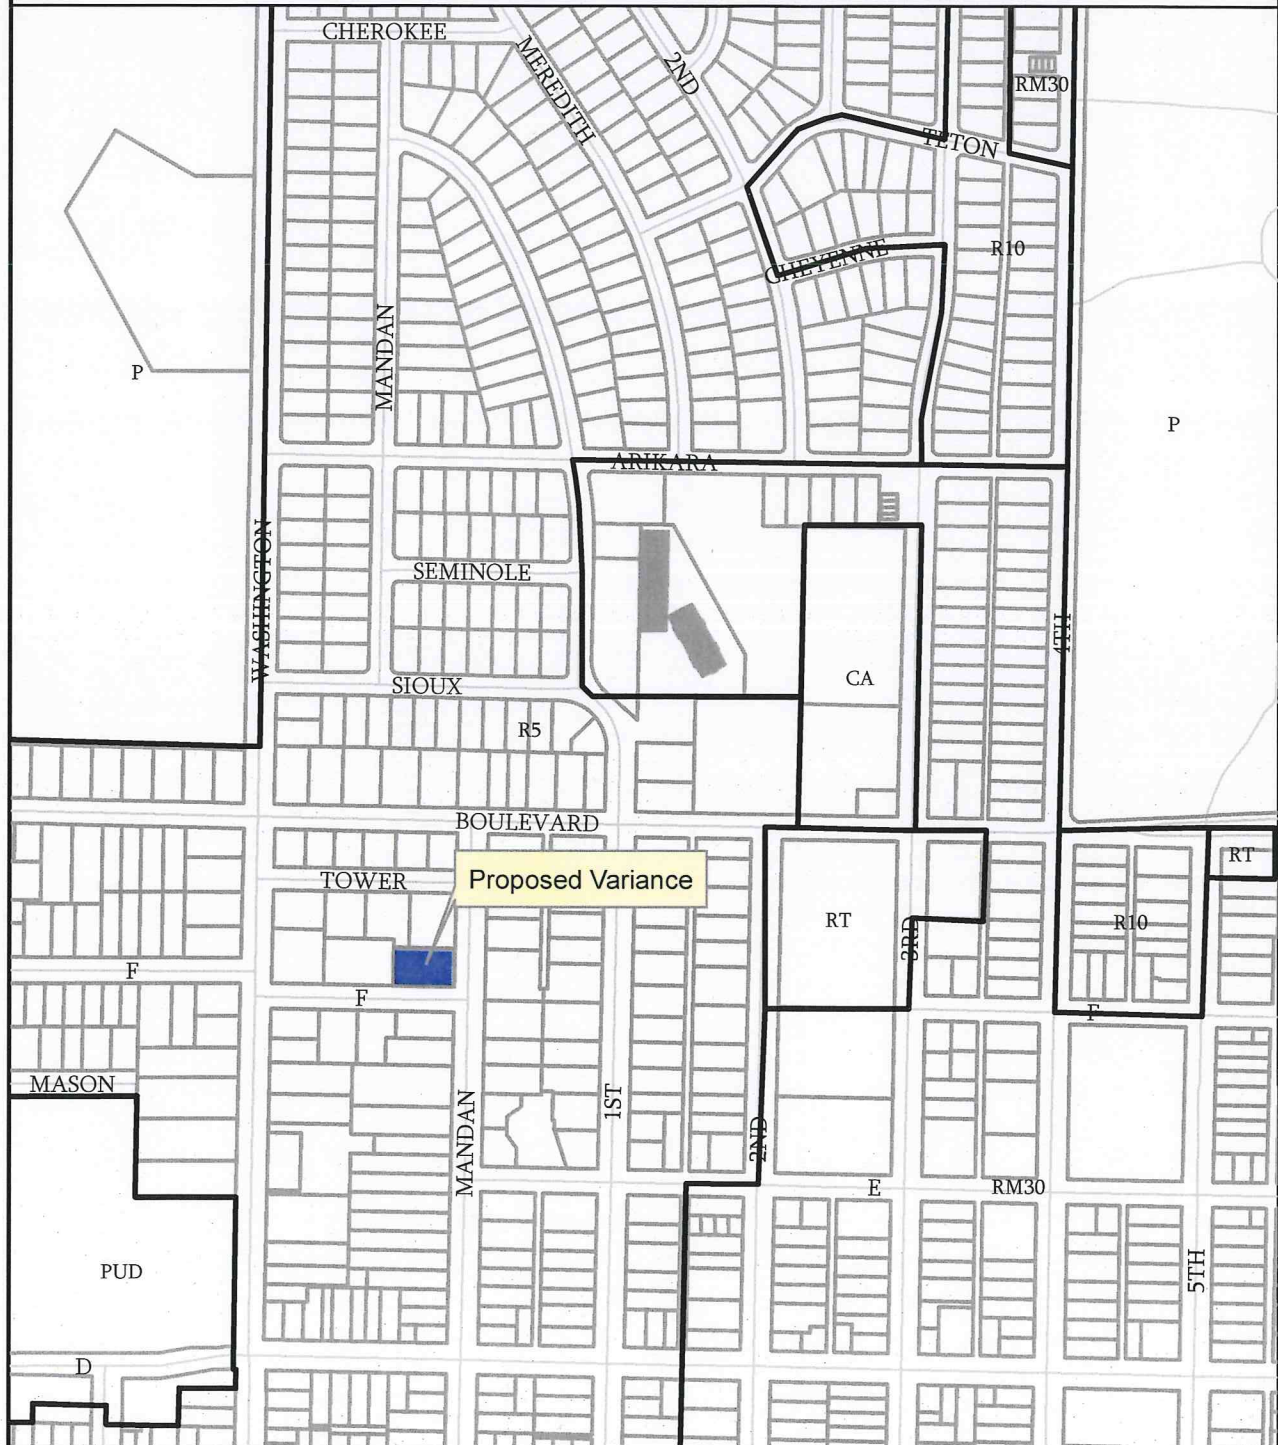 CHEROKEE
MEREDITH
2ND
RM30
TETON
CHEYENNE
R10
MANDAN
P
P
ARIKARA
WASHINGTON
SEMINOLE
4TH
SIOUX
CA
R5
BOULEVARD
TOWER
Proposed Variance
RT
RT
3RD
R10
F
F
F
MASON
MANDAN
1ST
2ND
E
RM30
PUD
5TH
D